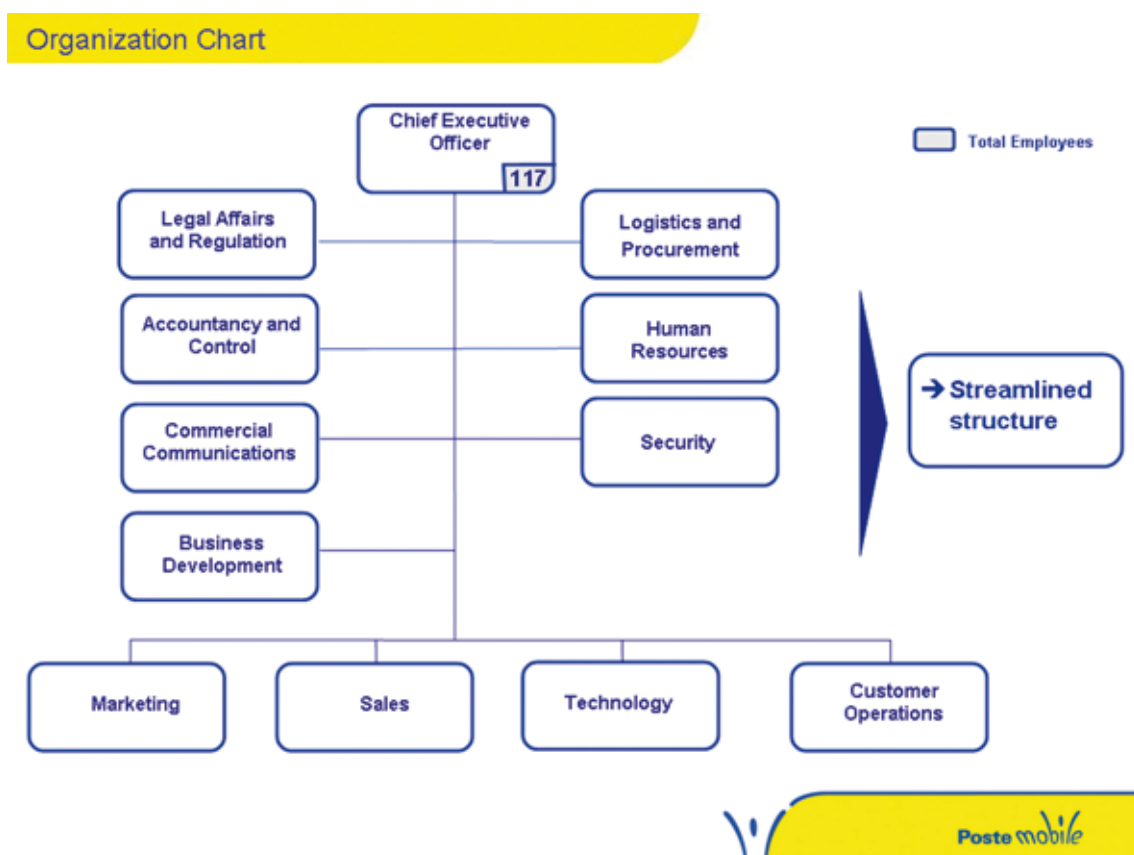 Organization Chart
Chief Executive
Officer
117
Total Employees
Legal Affairs
and Regulation
Logistics and
Procurement
Accountancy and
Control
Human
Resources
➔ Streamlined
structure
Commercial
Communications
Security
Business
Development
Marketing
Sales
Technology
Customer
Operations
Poste mobile